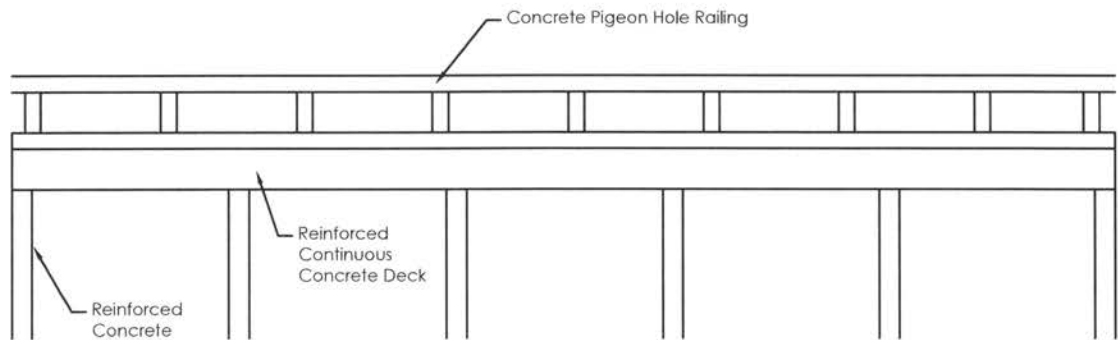 Concrete Pigeon Hole Railing
Reinforced
Continuous
Concrete Deck
Reinforced
Concrete